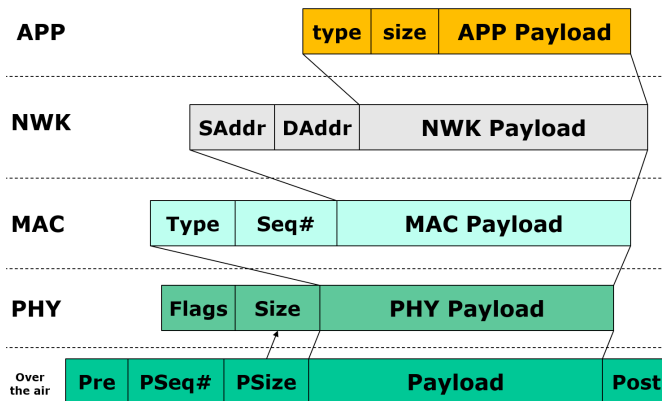 APP type size APP Payload
NWK SAddr DAddr NWK Payload
MAC Type Seq# MAC Payload
PHY Flags Size PHY Payload
Over
the air Pre PSeq# PSize Payload Post